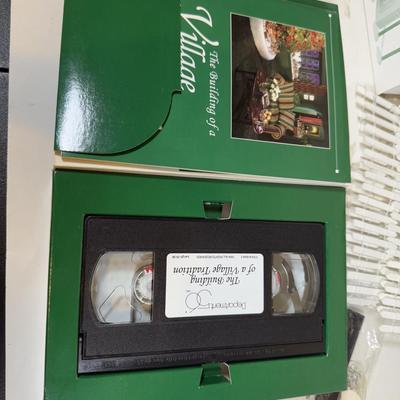 The Building of a
Village
The Building
of a Village Tradition
Department 56